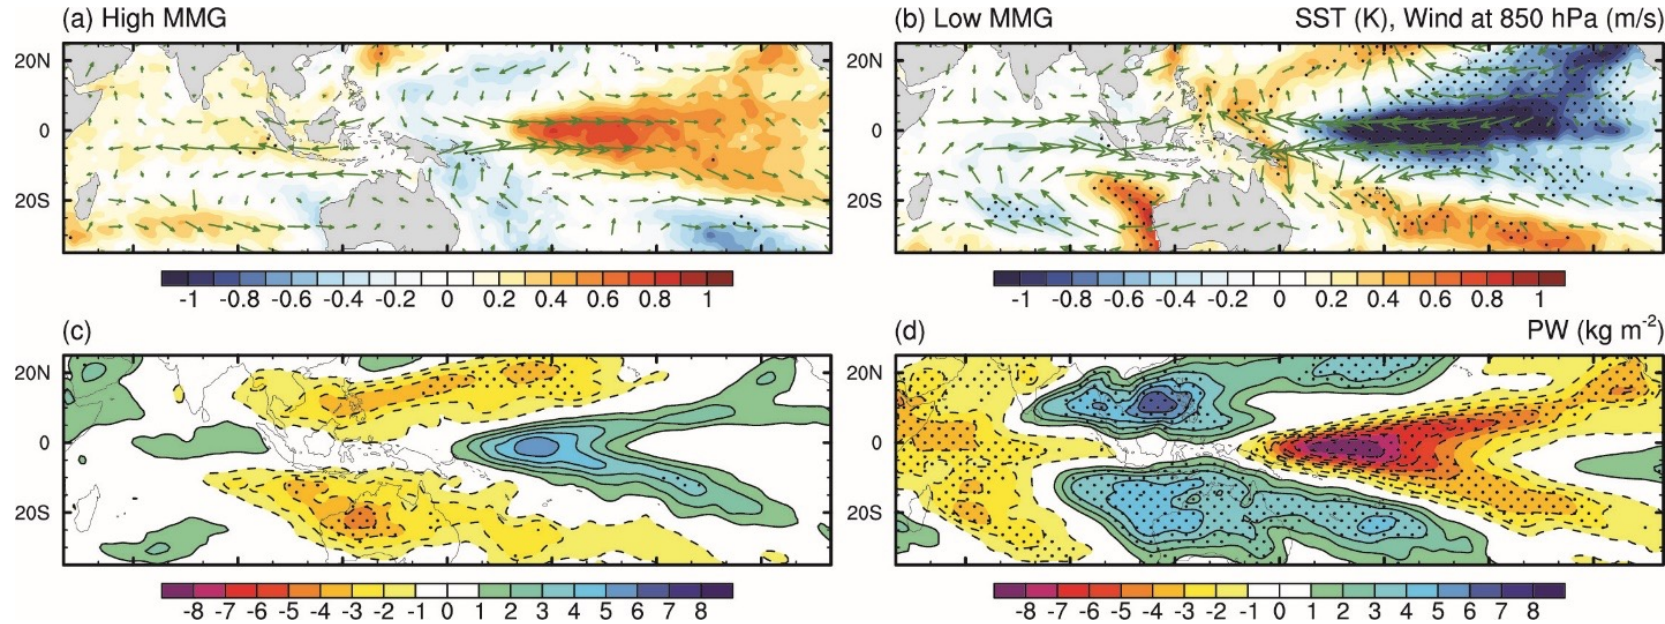 (a) High MMG
(b) Low MMG SST (K), Wind at 850 hPa (m/s)
20N
0
20S
20N
0
20S
-1 -0.8 -0.6 -0.4 -0.2 0 0.2 0.4 0.6 0.8 1
-1 -0.8 -0.6 -0.4 -0.2 0 0.2 0.4 0.6 0.8 1
(c)
(d) PW (kg m⁻²)
20N
0
20S
20N
0
20S
-8 -7 -6 -5 -4 -3 -2 -1 0 1 2 3 4 5 6 7 8
-8 -7 -6 -5 -4 -3 -2 -1 0 1 2 3 4 5 6 7 8